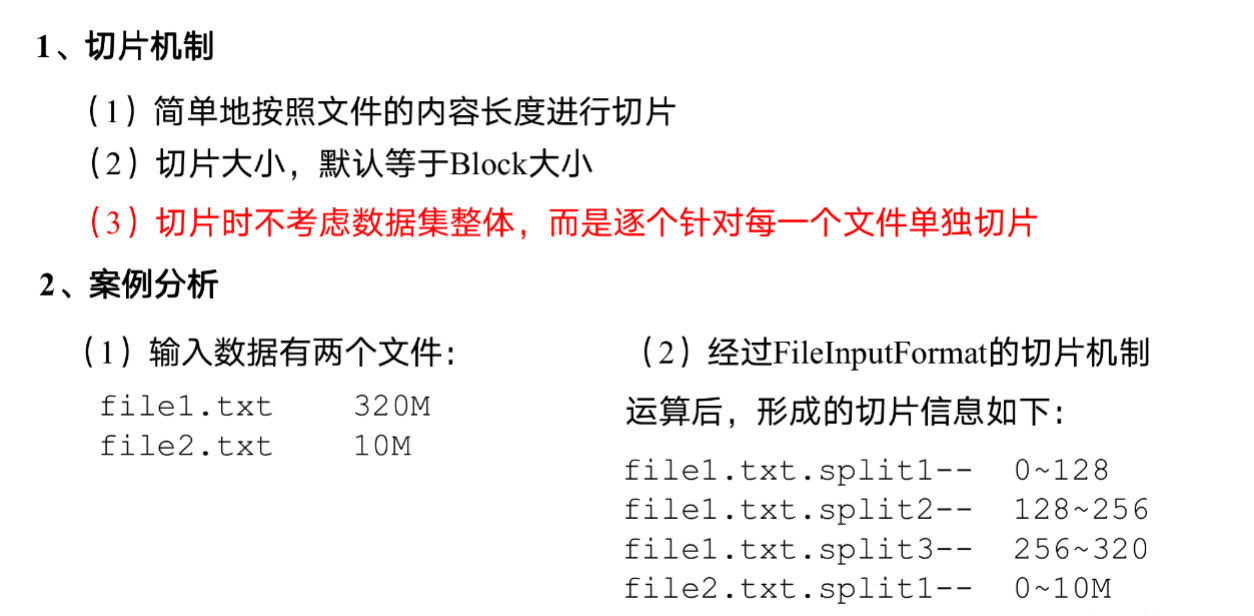 1、切片机制
（1）简单地按照文件的内容长度进行切片
（2）切片大小，默认等于Block大小
（3）切片时不考虑数据集整体，而是逐个针对每一个文件单独切片
2、案例分析
（1）输入数据有两个文件：
file1.txt 320M
file2.txt 10M
（2）经过FileInputFormat的切片机制
运算后，形成的切片信息如下：
file1.txt.split1-- 0~128
file1.txt.split2-- 128~256
file1.txt.split3-- 256~320
file2.txt.split1-- 0~10M